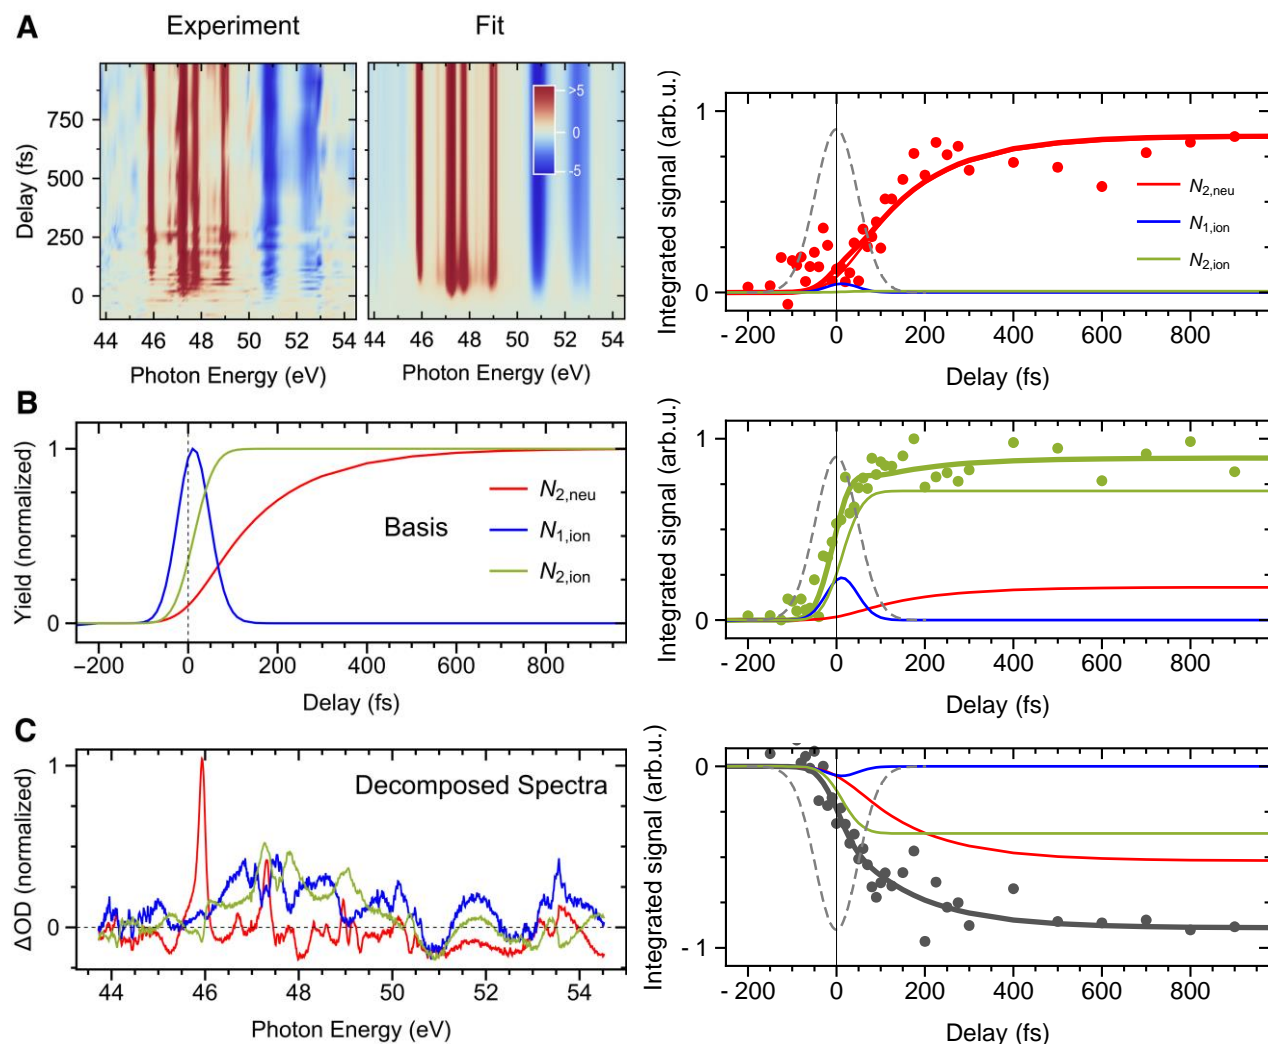 A
Experiment
Fit
Delay (fs)
750
500
250
0
>5
0
-5
44 46 48 50 52 54
44 46 48 50 52 54
Photon Energy (eV)
Photon Energy (eV)
Integrated signal (arb.u.)
1
0
N2,neu
N1,ion
N2,ion
- 200 0 200 400 600 800
Delay (fs)
B
Yield (normalized)
1
0
N2,neu
N1,ion
N2,ion
Basis
−200 0 200 400 600 800
Delay (fs)
Integrated signal (arb.u.)
1
0
- 200 0 200 400 600 800
Delay (fs)
C
ΔOD (normalized)
1
0
Decomposed Spectra
44 46 48 50 52 54
Photon Energy (eV)
Integrated signal (arb.u.)
0
- 1
- 200 0 200 400 600 800
Delay (fs)